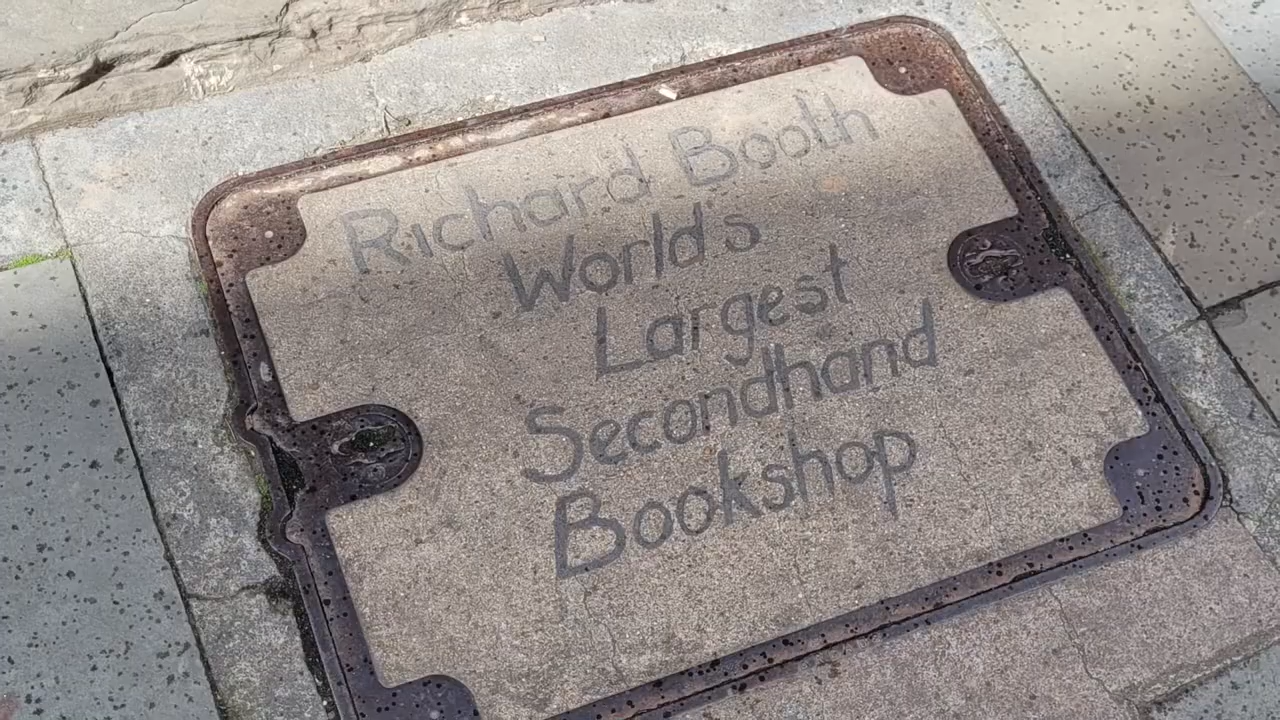 Richard Booth
World's
Largest
Secondhand
Bookshop